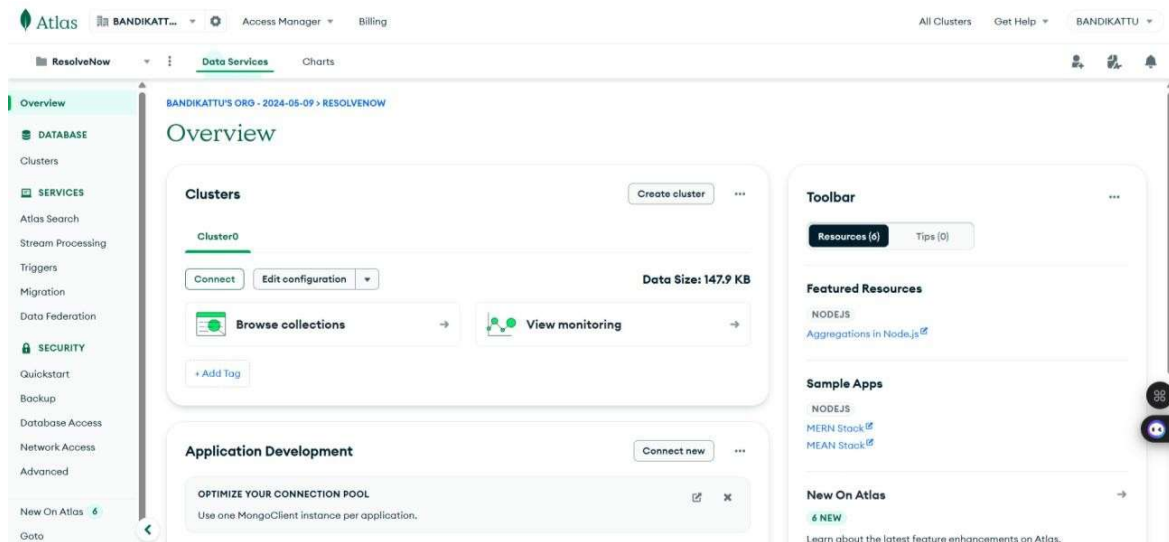 Atlas BANDIKATT... Access Manager Billing All Clusters Get Help BANDIKATTU
ResolveNow Data Services Charts
Overview
DATABASE
Clusters
SERVICES
Atlas Search
Stream Processing
Triggers
Migration
Data Federation
SECURITY
Quickstart
Backup
Database Access
Network Access
Advanced
New On Atlas 6
Goto
BANDIKATTU'S ORG - 2024-05-09 > RESOLVENOW
Overview
Clusters Create cluster ...
Cluster0
Connect Edit configuration Data Size: 147.9 KB
Browse collections → View monitoring →
+ Add Tag
Application Development Connect new ...
OPTIMIZE YOUR CONNECTION POOL
Use one MongoClient instance per application.
Toolbar ...
Resources (6) Tips (0)
Featured Resources
NODEJS
Aggregations in Node.js
Sample Apps
NODEJS
MERN Stack
MEAN Stack
New On Atlas →
6 NEW
Learn about the latest feature enhancements on Atlas.